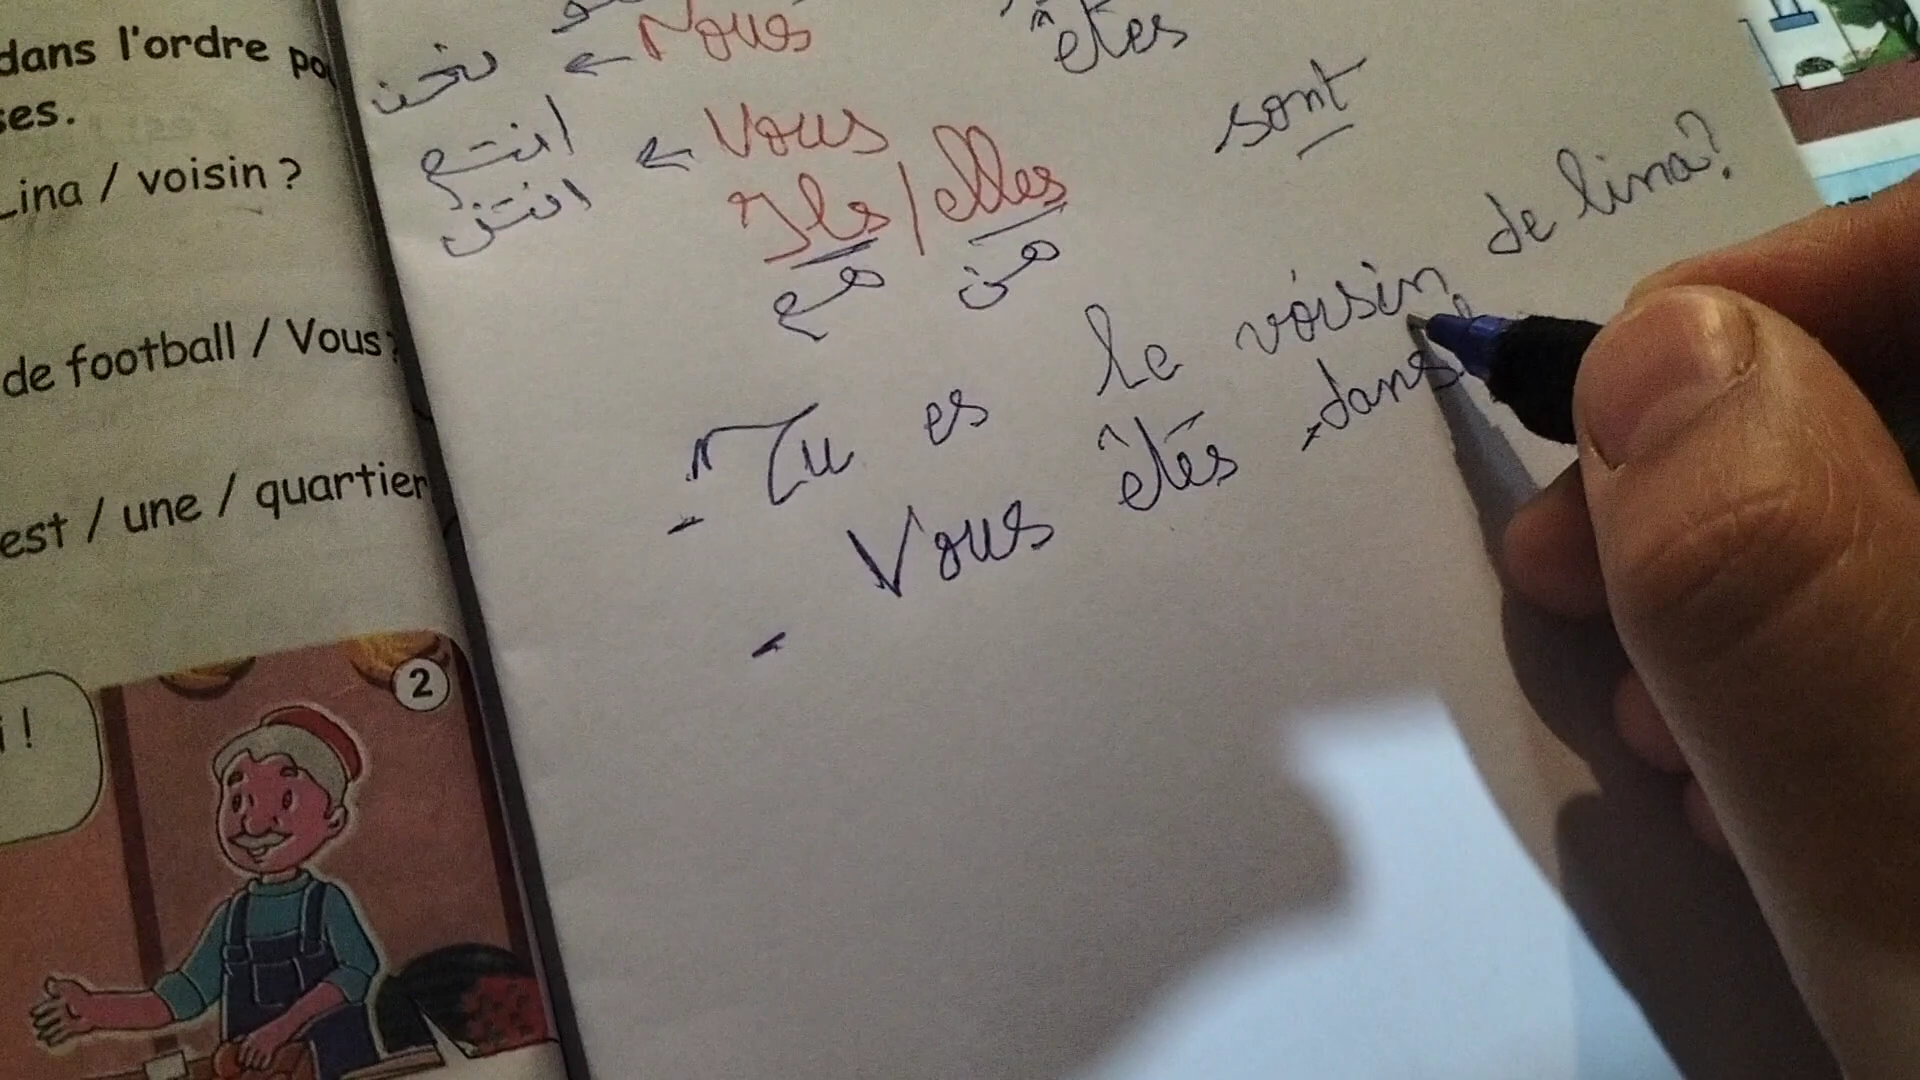 dans l'ordre
ses.
Lina / voisin ?
de football / Vous
est / une / quartier
i !
2
نحن ← Nous êtes
انتم ← Vous sont
انتن Ils / elles
هم هن
- Tu es le voisin de lina?
- Vous êtes dans
-